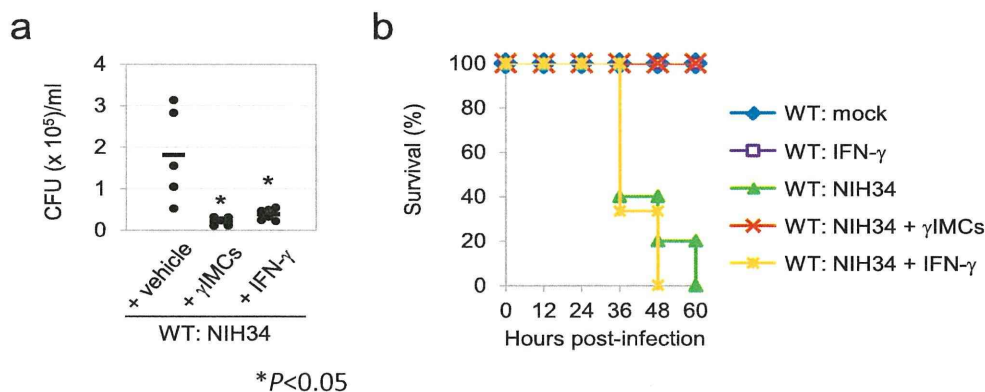 a
CFU (x 10⁵)/ml
4
3
2
1
0
*
*
+ vehicle
+ γIMCs
+ IFN-γ
WT: NIH34
*P<0.05
b
Survival (%)
100
80
60
40
20
0
0 12 24 36 48 60
Hours post-infection
WT: mock
WT: IFN-γ
WT: NIH34
WT: NIH34 + γIMCs
WT: NIH34 + IFN-γ